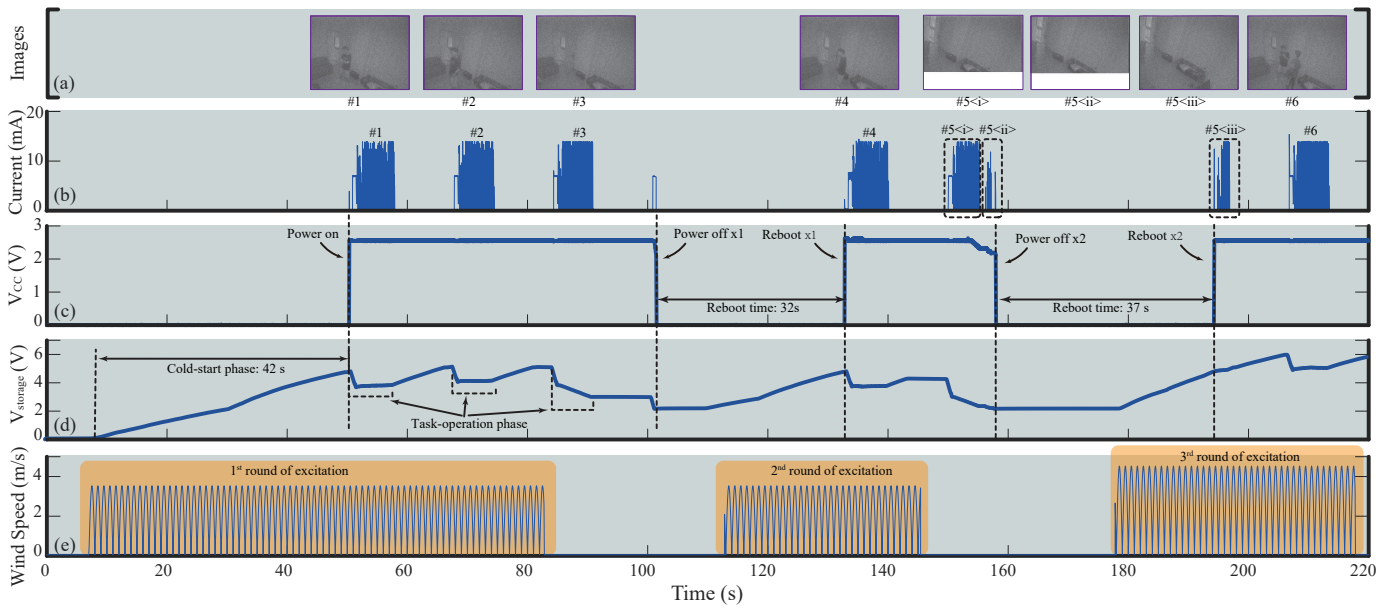 Images
(a)
#1
#2
#3
#4
#5<i>
#5<ii>
#5<iii>
#6
Current (mA)
20
10
0
(b)
#1
#2
#3
#4
#5<i>
#5<ii>
#5<iii>
#6
VCC (V)
3
2
1
0
(c)
Power on
Power off x1
Reboot x1
Power off x2
Reboot x2
Reboot time: 32s
Reboot time: 37 s
Vstorage (V)
6
4
2
0
(d)
Cold-start phase: 42 s
Task-operation phase
Wind Speed (m/s)
4
2
0
(e)
1st round of excitation
2nd round of excitation
3rd round of excitation
0
20
40
60
80
100
120
140
160
180
200
220
Time (s)